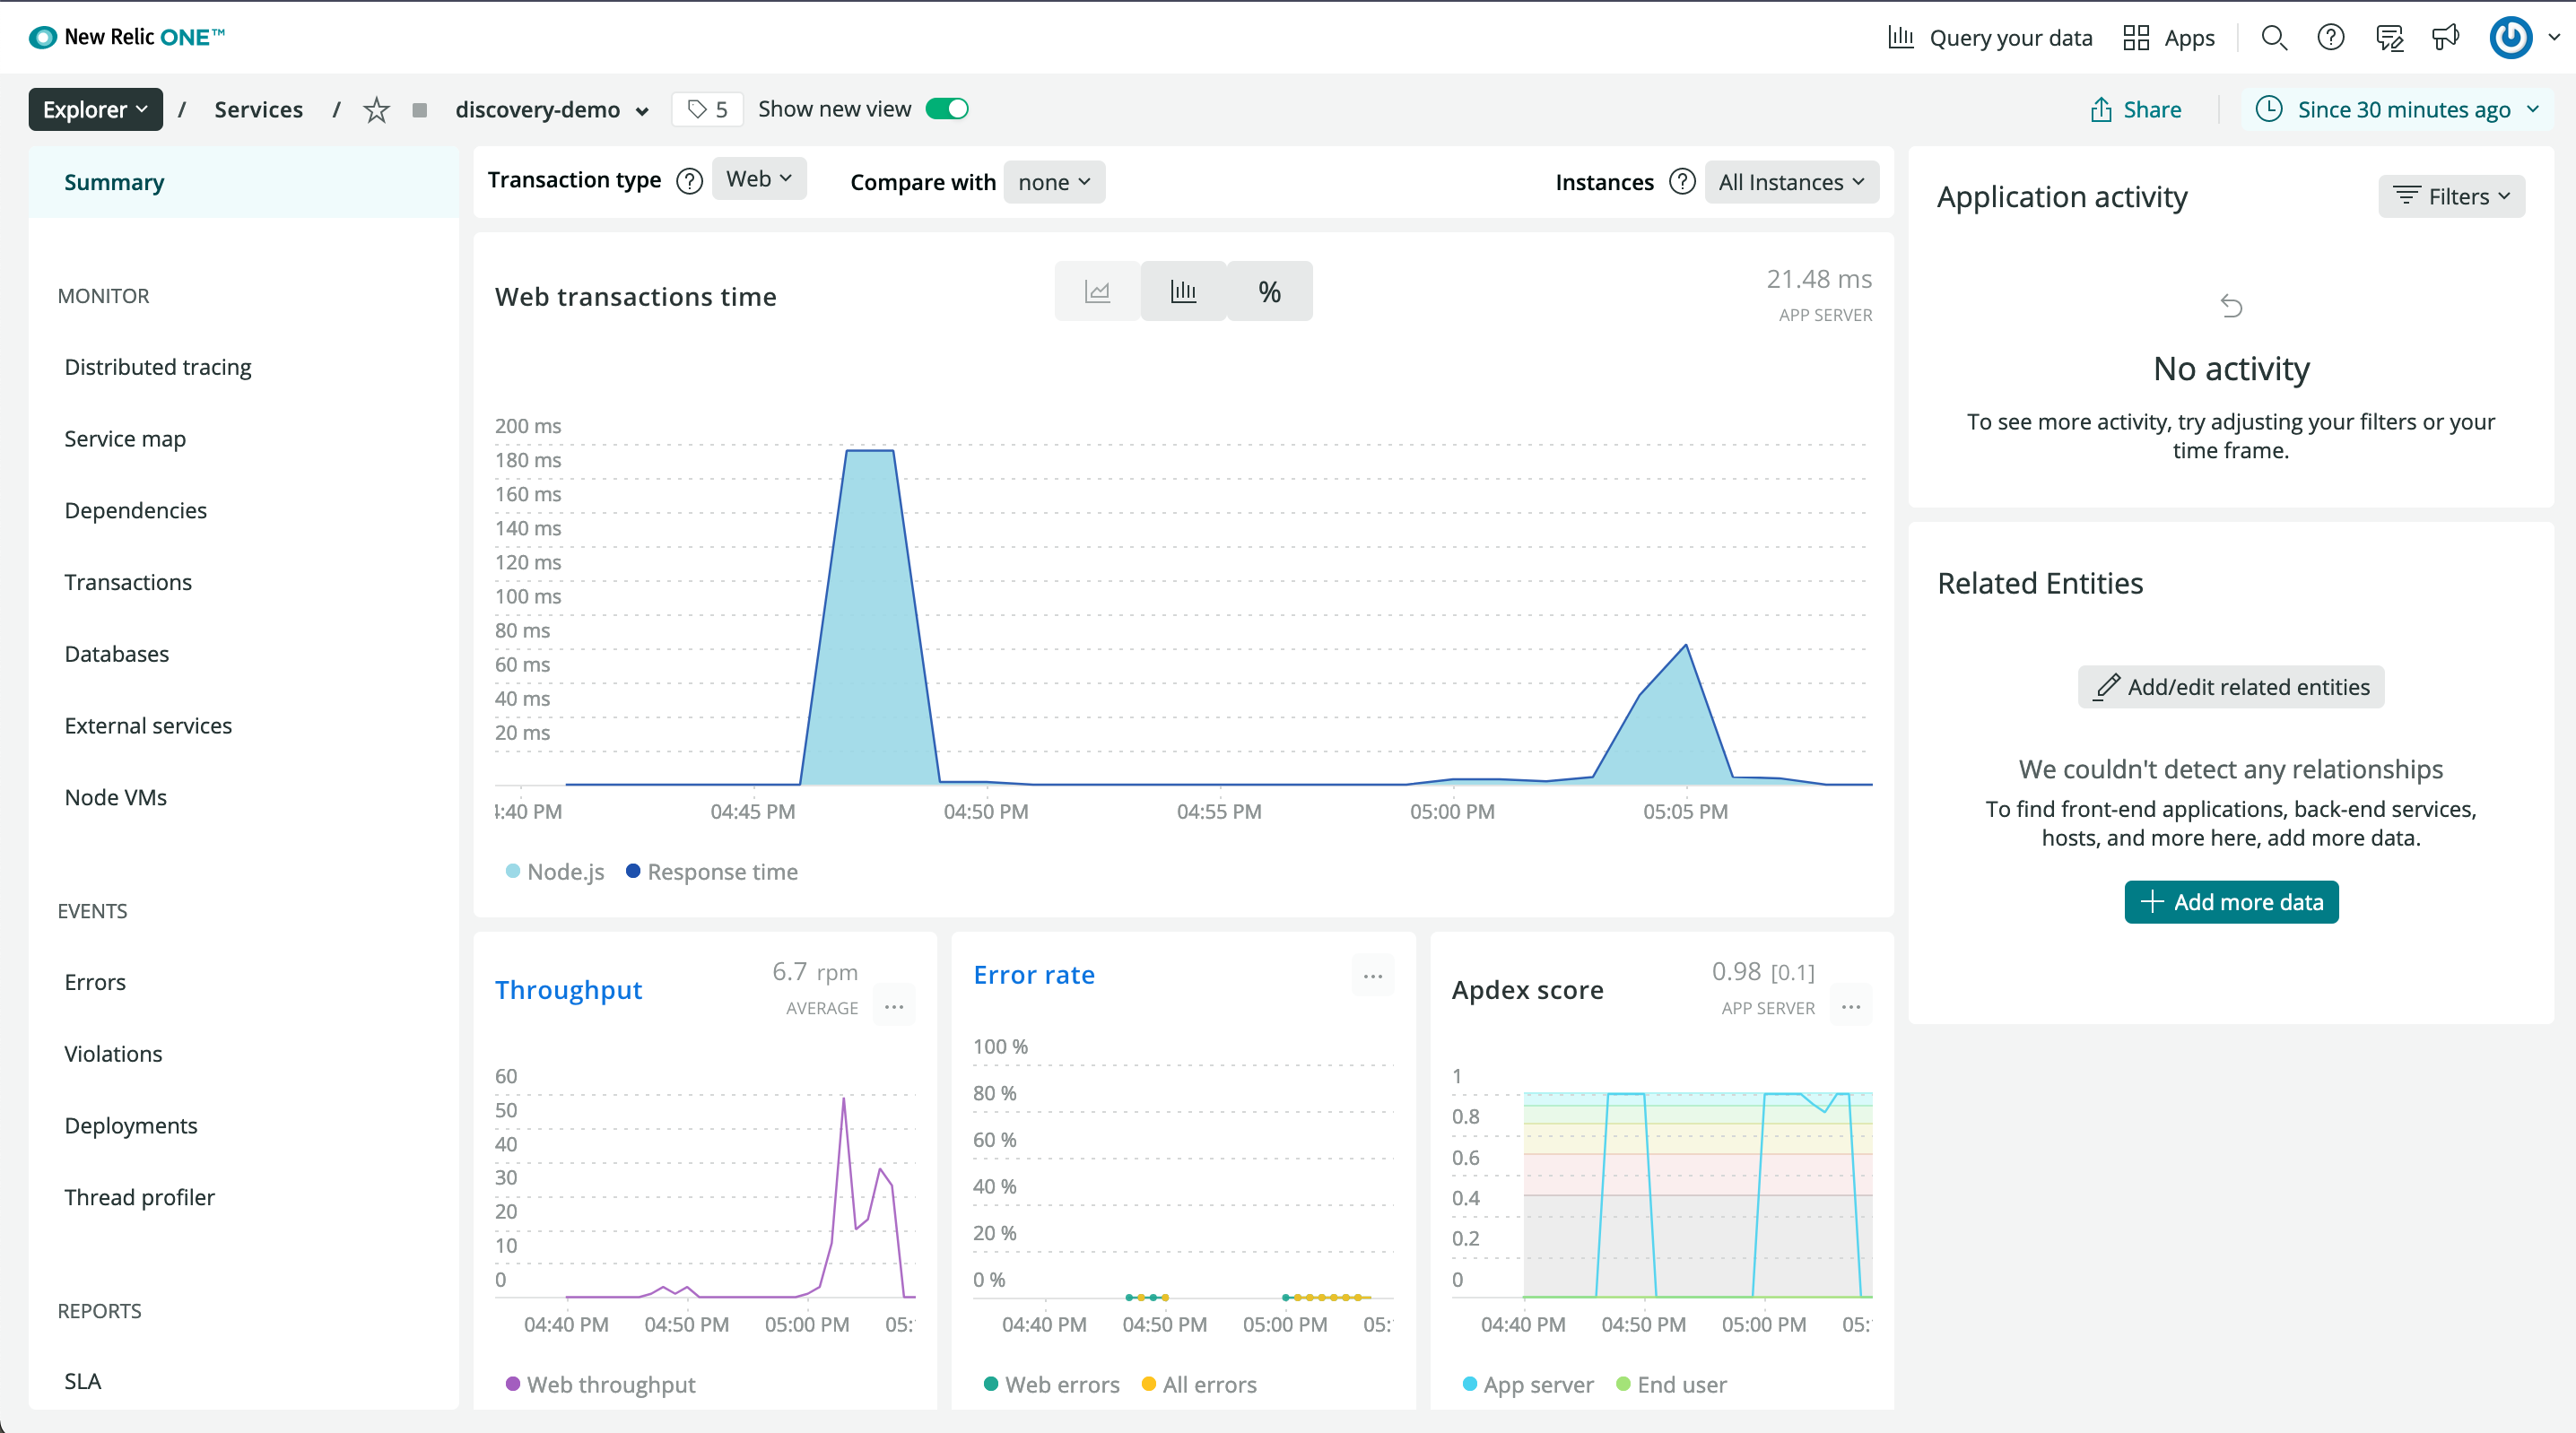 New Relic ONE™
Query your data
Apps
Explorer / Services / discovery-demo 5 Show new view
Share
Since 30 minutes ago
Summary
MONITOR
Distributed tracing
Service map
Dependencies
Transactions
Databases
External services
Node VMs
EVENTS
Errors
Violations
Deployments
Thread profiler
REPORTS
SLA
Transaction type ? Web
Compare with none
Instances ? All Instances
Web transactions time
%
21.48 ms
APP SERVER
200 ms
180 ms
160 ms
140 ms
120 ms
100 ms
80 ms
60 ms
40 ms
20 ms
:40 PM 04:45 PM 04:50 PM 04:55 PM 05:00 PM 05:05 PM
Node.js Response time
Throughput
6.7 rpm
AVERAGE
...
60
50
40
30
20
10
0
04:40 PM 04:50 PM 05:00 PM 05:
Web throughput
Error rate
...
100 %
80 %
60 %
40 %
20 %
0 %
04:40 PM 04:50 PM 05:00 PM 05:
Web errors All errors
Apdex score
0.98 [0.1]
APP SERVER
...
1
0.8
0.6
0.4
0.2
0
04:40 PM 04:50 PM 05:00 PM 05:
App server End user
Application activity
Filters
No activity
To see more activity, try adjusting your filters or your
time frame.
Related Entities
Add/edit related entities
We couldn't detect any relationships
To find front-end applications, back-end services,
hosts, and more here, add more data.
Add more data